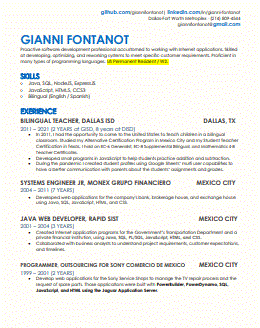 github.com/giannifontanot | linkedin.com/in/giannifontanot
Dallas-Fort Worth Metroplex (214) 809 4544
giannifontanot@gmail.com
GIANNI FONTANOT
Proactive software development professional accustomed to working with internet applications. Skilled
at developing, optimizing, and reworking systems to meet specific customer requirements. Proficient in
many types of programming languages. US Permanent Resident / W2.
SKILLS
Java, SQL, NodeJS, ExpressJS
JavaScript, HTML5, CCS3
Bilingual (English / Spanish)
EXERIENCE
BILINGUAL TEACHER, DALLAS ISD DALLAS, TX
2011 – 2021 (2 YEARS at GISD, 8 years at DISD)
In 2011, I had the opportunity to come to the United States to teach children in a bilingual
classroom. Studied my Alternative Certification Program in Mexico City and my Student Teacher
Certification in Texas. I had an EC-6 Generalist, EC-8 Supplemental Bilingual, and Mathematics 4-8
Teacher Certificates.
Developed small programs in JavaScript to help students practice addition and subtraction.
During the pandemic I created student profiles using Google Sheets® must user capabilities to
have a better communication with parents about the students' assignments and grades.
SYSTEMS ENGINEER JR, MONEX GRUPO FINANCIERO MEXICO CITY
2004 – 2011 (7 YEARS)
Developed web applications for the company's bank, brokerage house, and exchange house
using Java, SQL, JavaScript, and HTML.
JAVA WEB DEVELOPER, RAPID SIST MEXICO CITY
2001 – 2004 (3 YEARS)
Created Internet application programs for the Government's Transportation Department and a
private financial institution, using Java, SQL, PL/SQL, JavaScript, CSS, and HTML.
Collaborated with business analysts to understand project requirements, customer expectations,
and timelines.
PROGRAMMER, OUTSOURCING FOR SONY COMERCIO DE MEXICO MEXICO CITY
1999 – 2001 (2 YEARS)
Develop web applications for the Sony Service Shops to manage the TV repair process and the
request of spare parts. Those applications were built with PowerBuilder, PowerDynamo, SQL,
JavaScript, and HTML using the Jaguar Application Server.